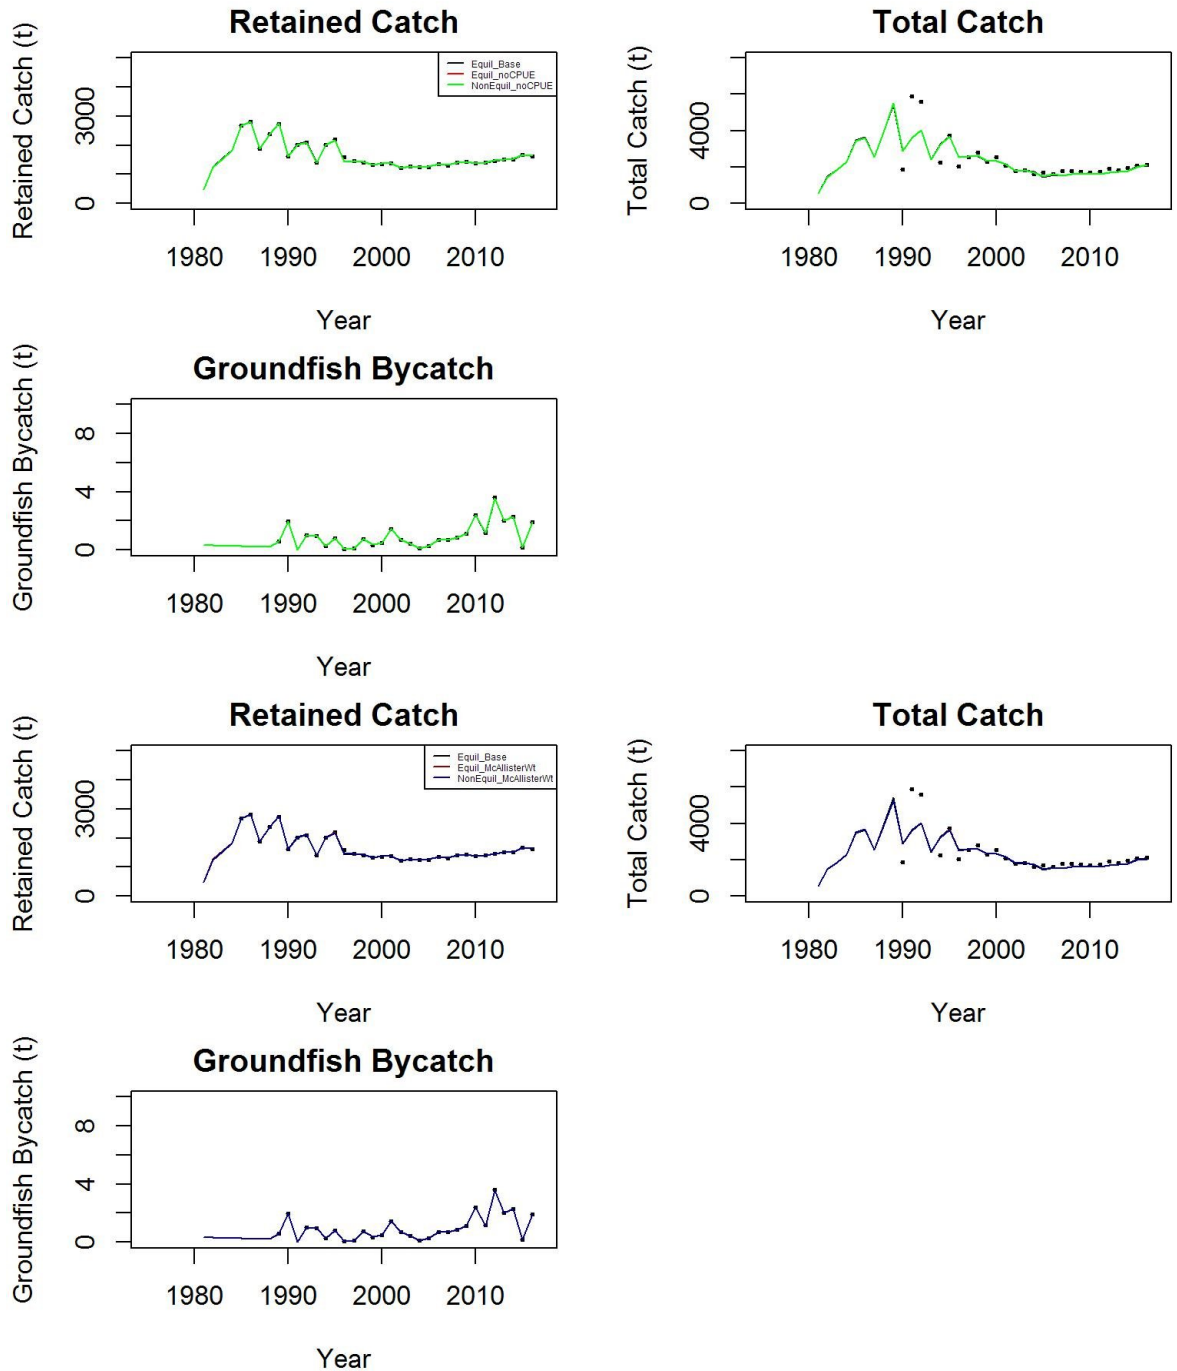 Retained Catch
Retained Catch (t)
3000
0
Equil_Base
Equil_noCPUE
NonEquil_noCPUE
1980 1990 2000 2010
Year
Total Catch
Total Catch (t)
4000
0
1980 1990 2000 2010
Year
Groundfish Bycatch
Groundfish Bycatch (t)
8
4
0
1980 1990 2000 2010
Year
Retained Catch
Retained Catch (t)
3000
0
Equil_Base
Equil_McAllisterWt
NonEquil_McAllisterWt
1980 1990 2000 2010
Year
Total Catch
Total Catch (t)
4000
0
1980 1990 2000 2010
Year
Groundfish Bycatch
Groundfish Bycatch (t)
8
4
0
1980 1990 2000 2010
Year